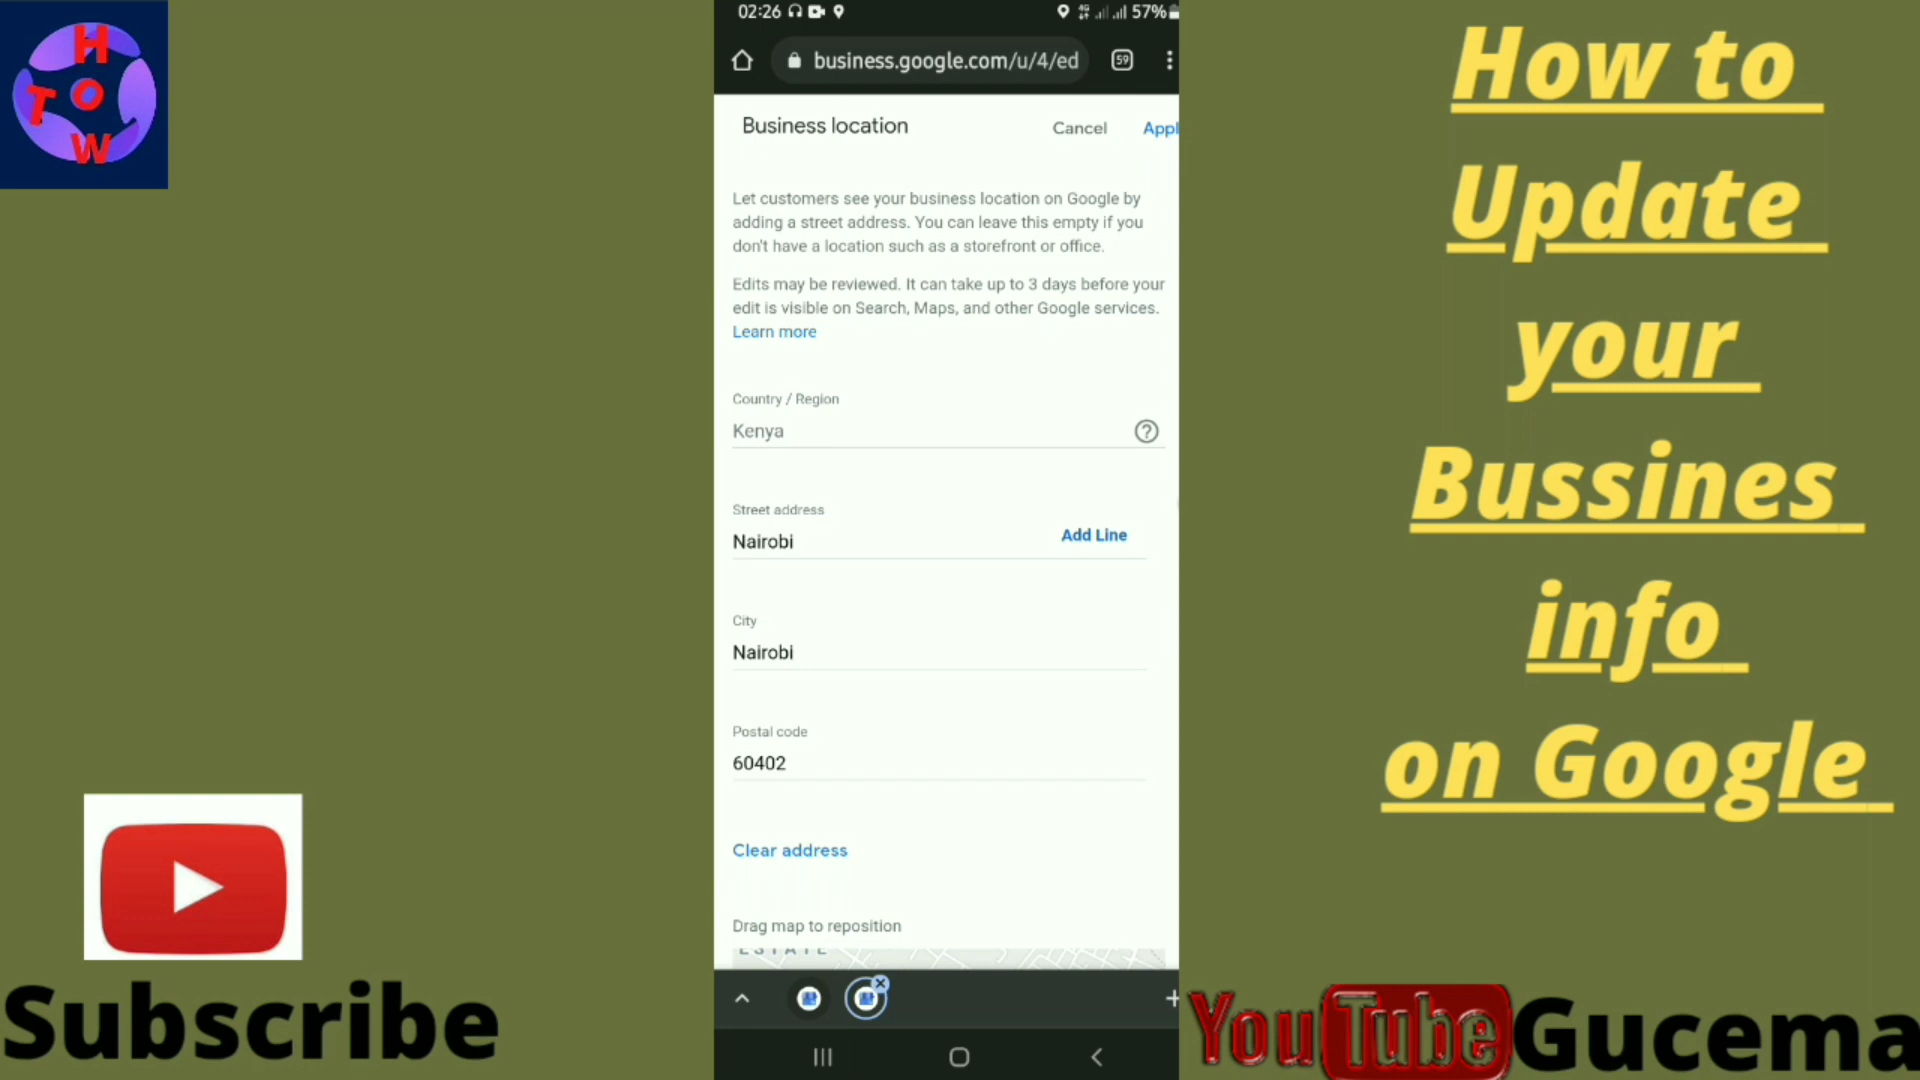 H
T O
W
02:26
4G
57%
business.google.com/u/4/ed
59
Business location
Cancel
Appl
Let customers see your business location on Google by
adding a street address. You can leave this empty if you
don't have a location such as a storefront or office.
Edits may be reviewed. It can take up to 3 days before your
edit is visible on Search, Maps, and other Google services.
Learn more
Country / Region
Kenya
?
Street address
Nairobi
Add Line
City
Nairobi
Postal code
60402
Clear address
Drag map to reposition
ESTATE
How to
Update
your
Bussines
info
on Google
Subscribe
YouTube Gucema